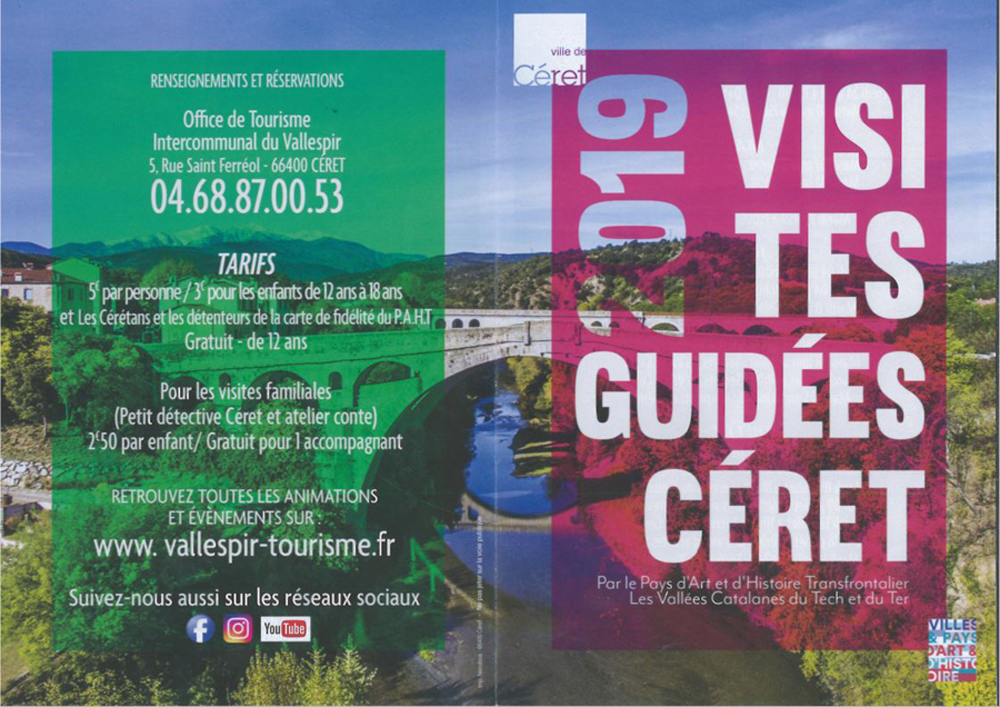 RENSEIGNEMENTS ET RÉSERVATIONS
Office de Tourisme
Intercommunal du Vallespir
5, Rue Saint Ferréol - 66400 CÉRET
04.68.87.00.53
TARIFS
5€ par personne / 3€ pour les enfants de 12 ans à 18 ans
et Les Cérétans et les détenteurs de la carte de fidélité du P.A.H.T
Gratuit - de 12 ans
Pour les visites familiales
(Petit détective Céret et atelier conte)
2€50 par enfant/ Gratuit pour 1 accompagnant
RETROUVEZ TOUTES LES ANIMATIONS
ET ÉVÈNEMENTS SUR :
www. vallespir-tourisme.fr
Suivez-nous aussi sur les réseaux sociaux
You Tube
ville de
Céret
2019
VISI
TES
GUIDÉES
CÉRET
Par le Pays d'Art et d'Histoire Transfrontalier
Les Vallées Catalanes du Tech et du Ter
VILLES
& PAYS
D'ART &
D'HISTO
OIRE